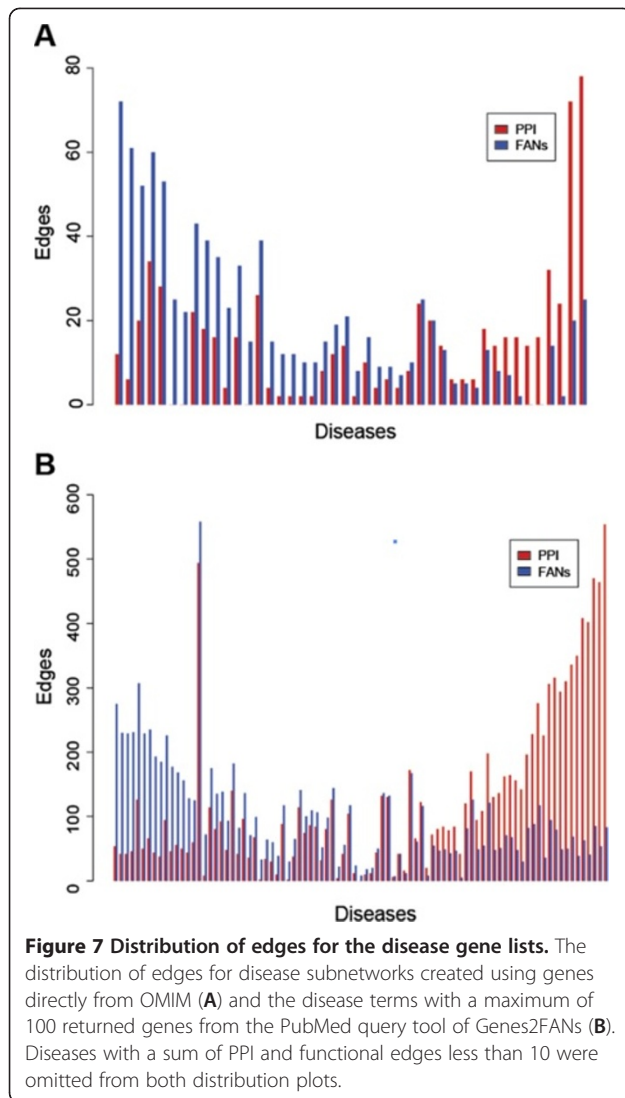 A
80
60
40
20
0
Edges
PPI
FANs
Diseases
B
600
500
400
300
200
100
0
Edges
PPI
FANs
Diseases
Figure 7 Distribution of edges for the disease gene lists. The
distribution of edges for disease subnetworks created using genes
directly from OMIM (A) and the disease terms with a maximum of
100 returned genes from the PubMed query tool of Genes2FANs (B).
Diseases with a sum of PPI and functional edges less than 10 were
omitted from both distribution plots.